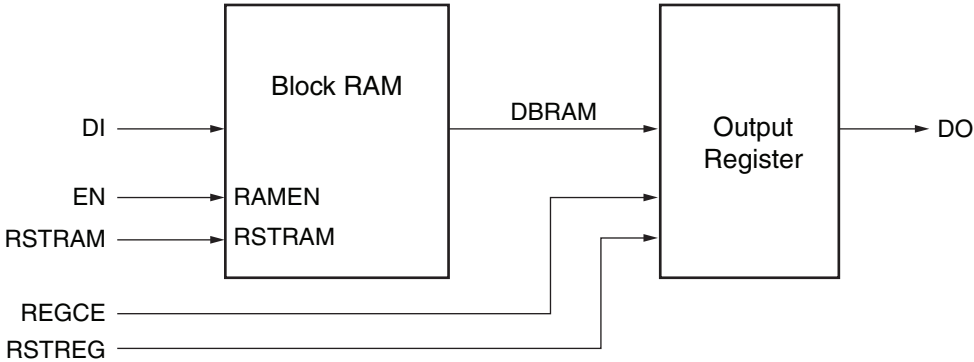 Block RAM
DI
DBRAM
Output
Register
DO
EN
RAMEN
RSTRAM
RSTRAM
REGCE
RSTREG